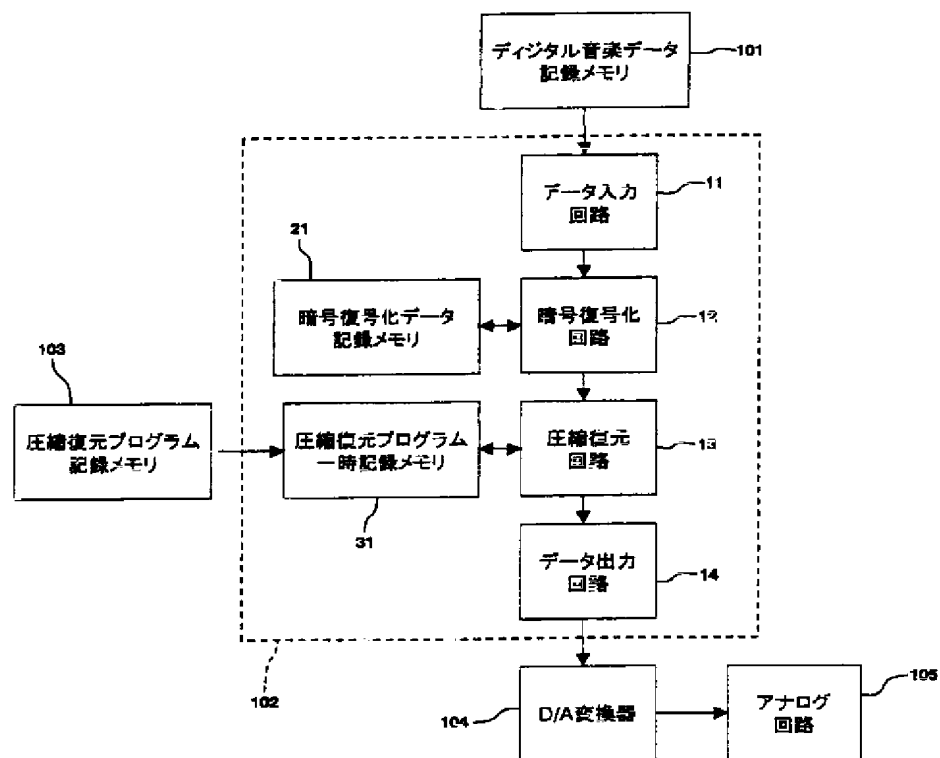 ディジタル音楽データ
記録メモリ
101
データ入力
回路
11
21
暗号復号化データ
記録メモリ
暗号復号化
回路
12
103
圧縮復元プログラム
記録メモリ
圧縮復元プログラム
一時記録メモリ
31
圧縮復元
回路
13
データ出力
回路
14
102
104
D/A変換器
アナログ
回路
105